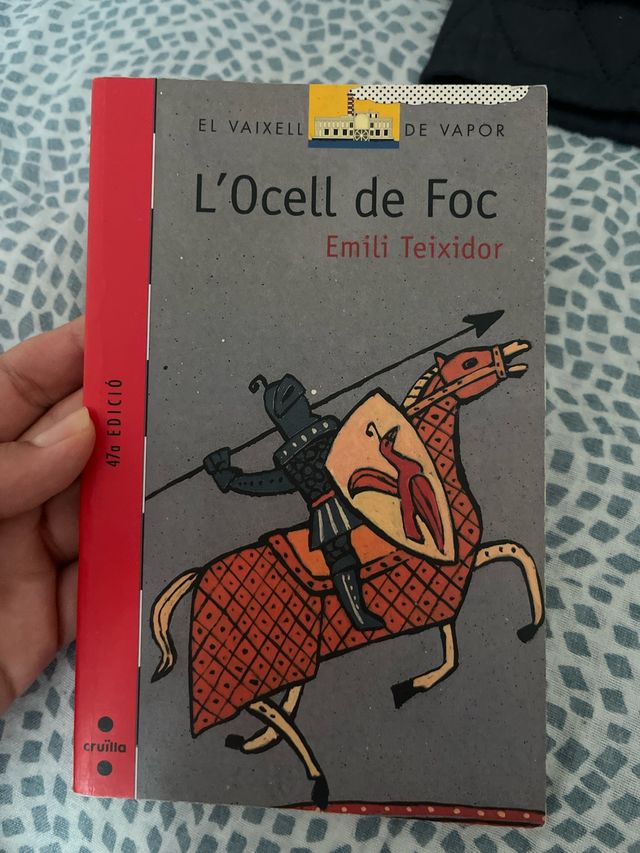 EL VAIXELL DE VAPOR
L'Ocell de Foc
Emili Teixidor
47a EDICIÓ
cruïlla